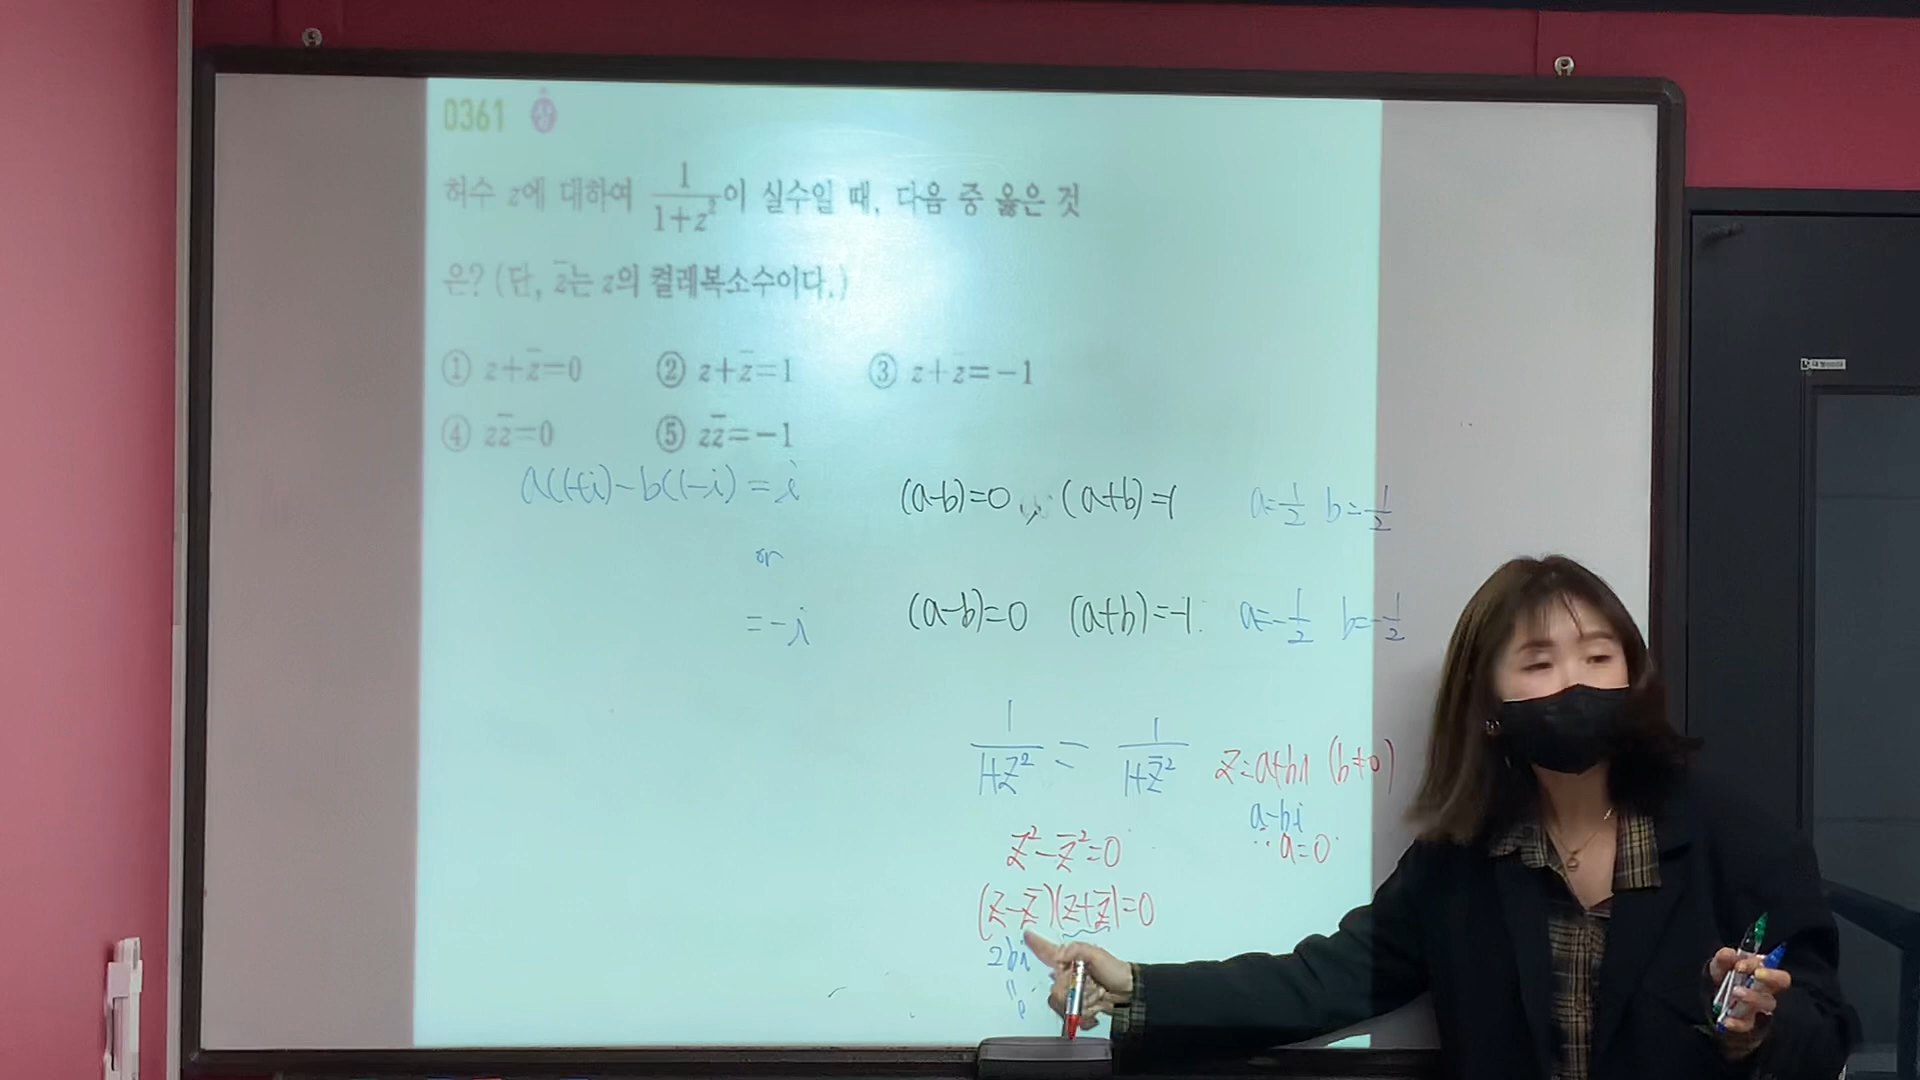 0361 상
허수 z에 대하여 1/(1+z²)이 실수일 때, 다음 중 옳은 것
은? (단, z̄는 z의 켤레복소수이다.)
① z+z̄=0 ② z+z̄=1 ③ z+z̄=-1
④ zz̄=0 ⑤ zz̄=-1
a(1+i)-b(1-i)=i (a-b)=0, (a+b)=1 a=1/2 b=1/2
or
=-i (a-b)=0 (a+b)=-1 a=-1/2 b=-1/2
1/(1+z²) = 1/(1+z̄²) z=a+bi (b≠0)
a-bi
z²-z̄²=0 ∴a=0
(z-z̄)(z+z̄)=0
2bi